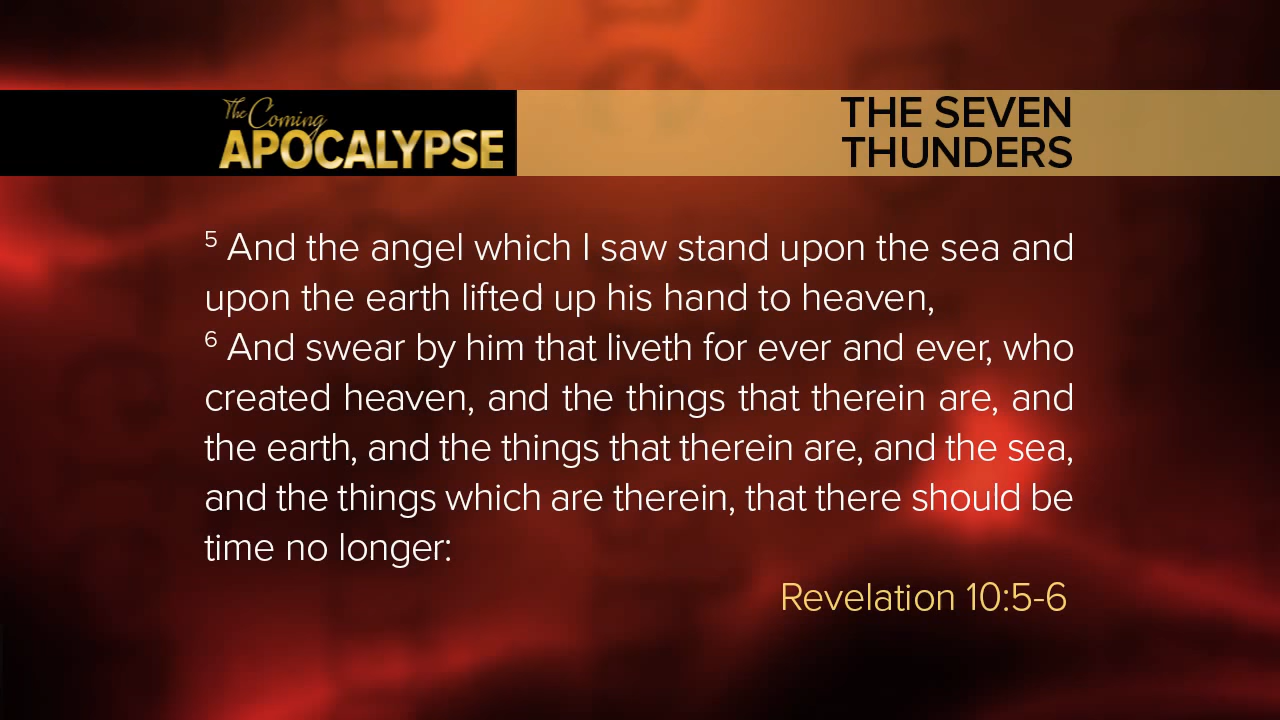 The Coming
APOCALYPSE
THE SEVEN
THUNDERS
5 And the angel which I saw stand upon the sea and
upon the earth lifted up his hand to heaven,
6 And swear by him that liveth for ever and ever, who
created heaven, and the things that therein are, and
the earth, and the things that therein are, and the sea,
and the things which are therein, that there should be
time no longer:
Revelation 10:5-6